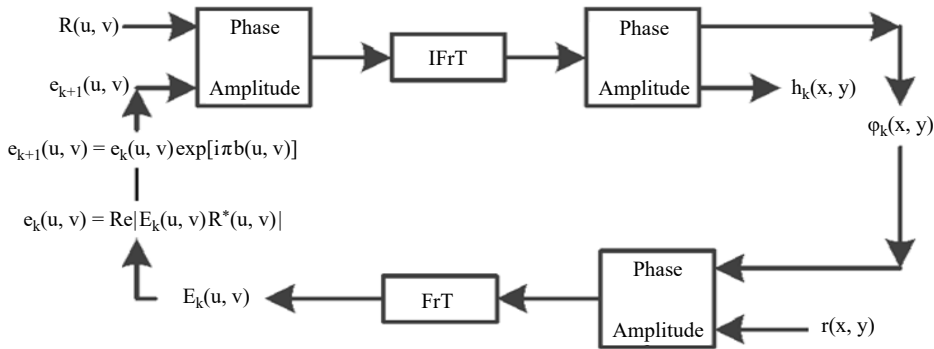 R(u, v)
Phase
Amplitude
IFrT
Phase
Amplitude
e_{k+1}(u, v)
h_k(x, y)
φ_k(x, y)
e_{k+1}(u, v) = e_k(u, v)exp[iπb(u, v)]
e_k(u, v) = Re|E_k(u, v)R^*(u, v)|
E_k(u, v)
FrT
Phase
Amplitude
r(x, y)